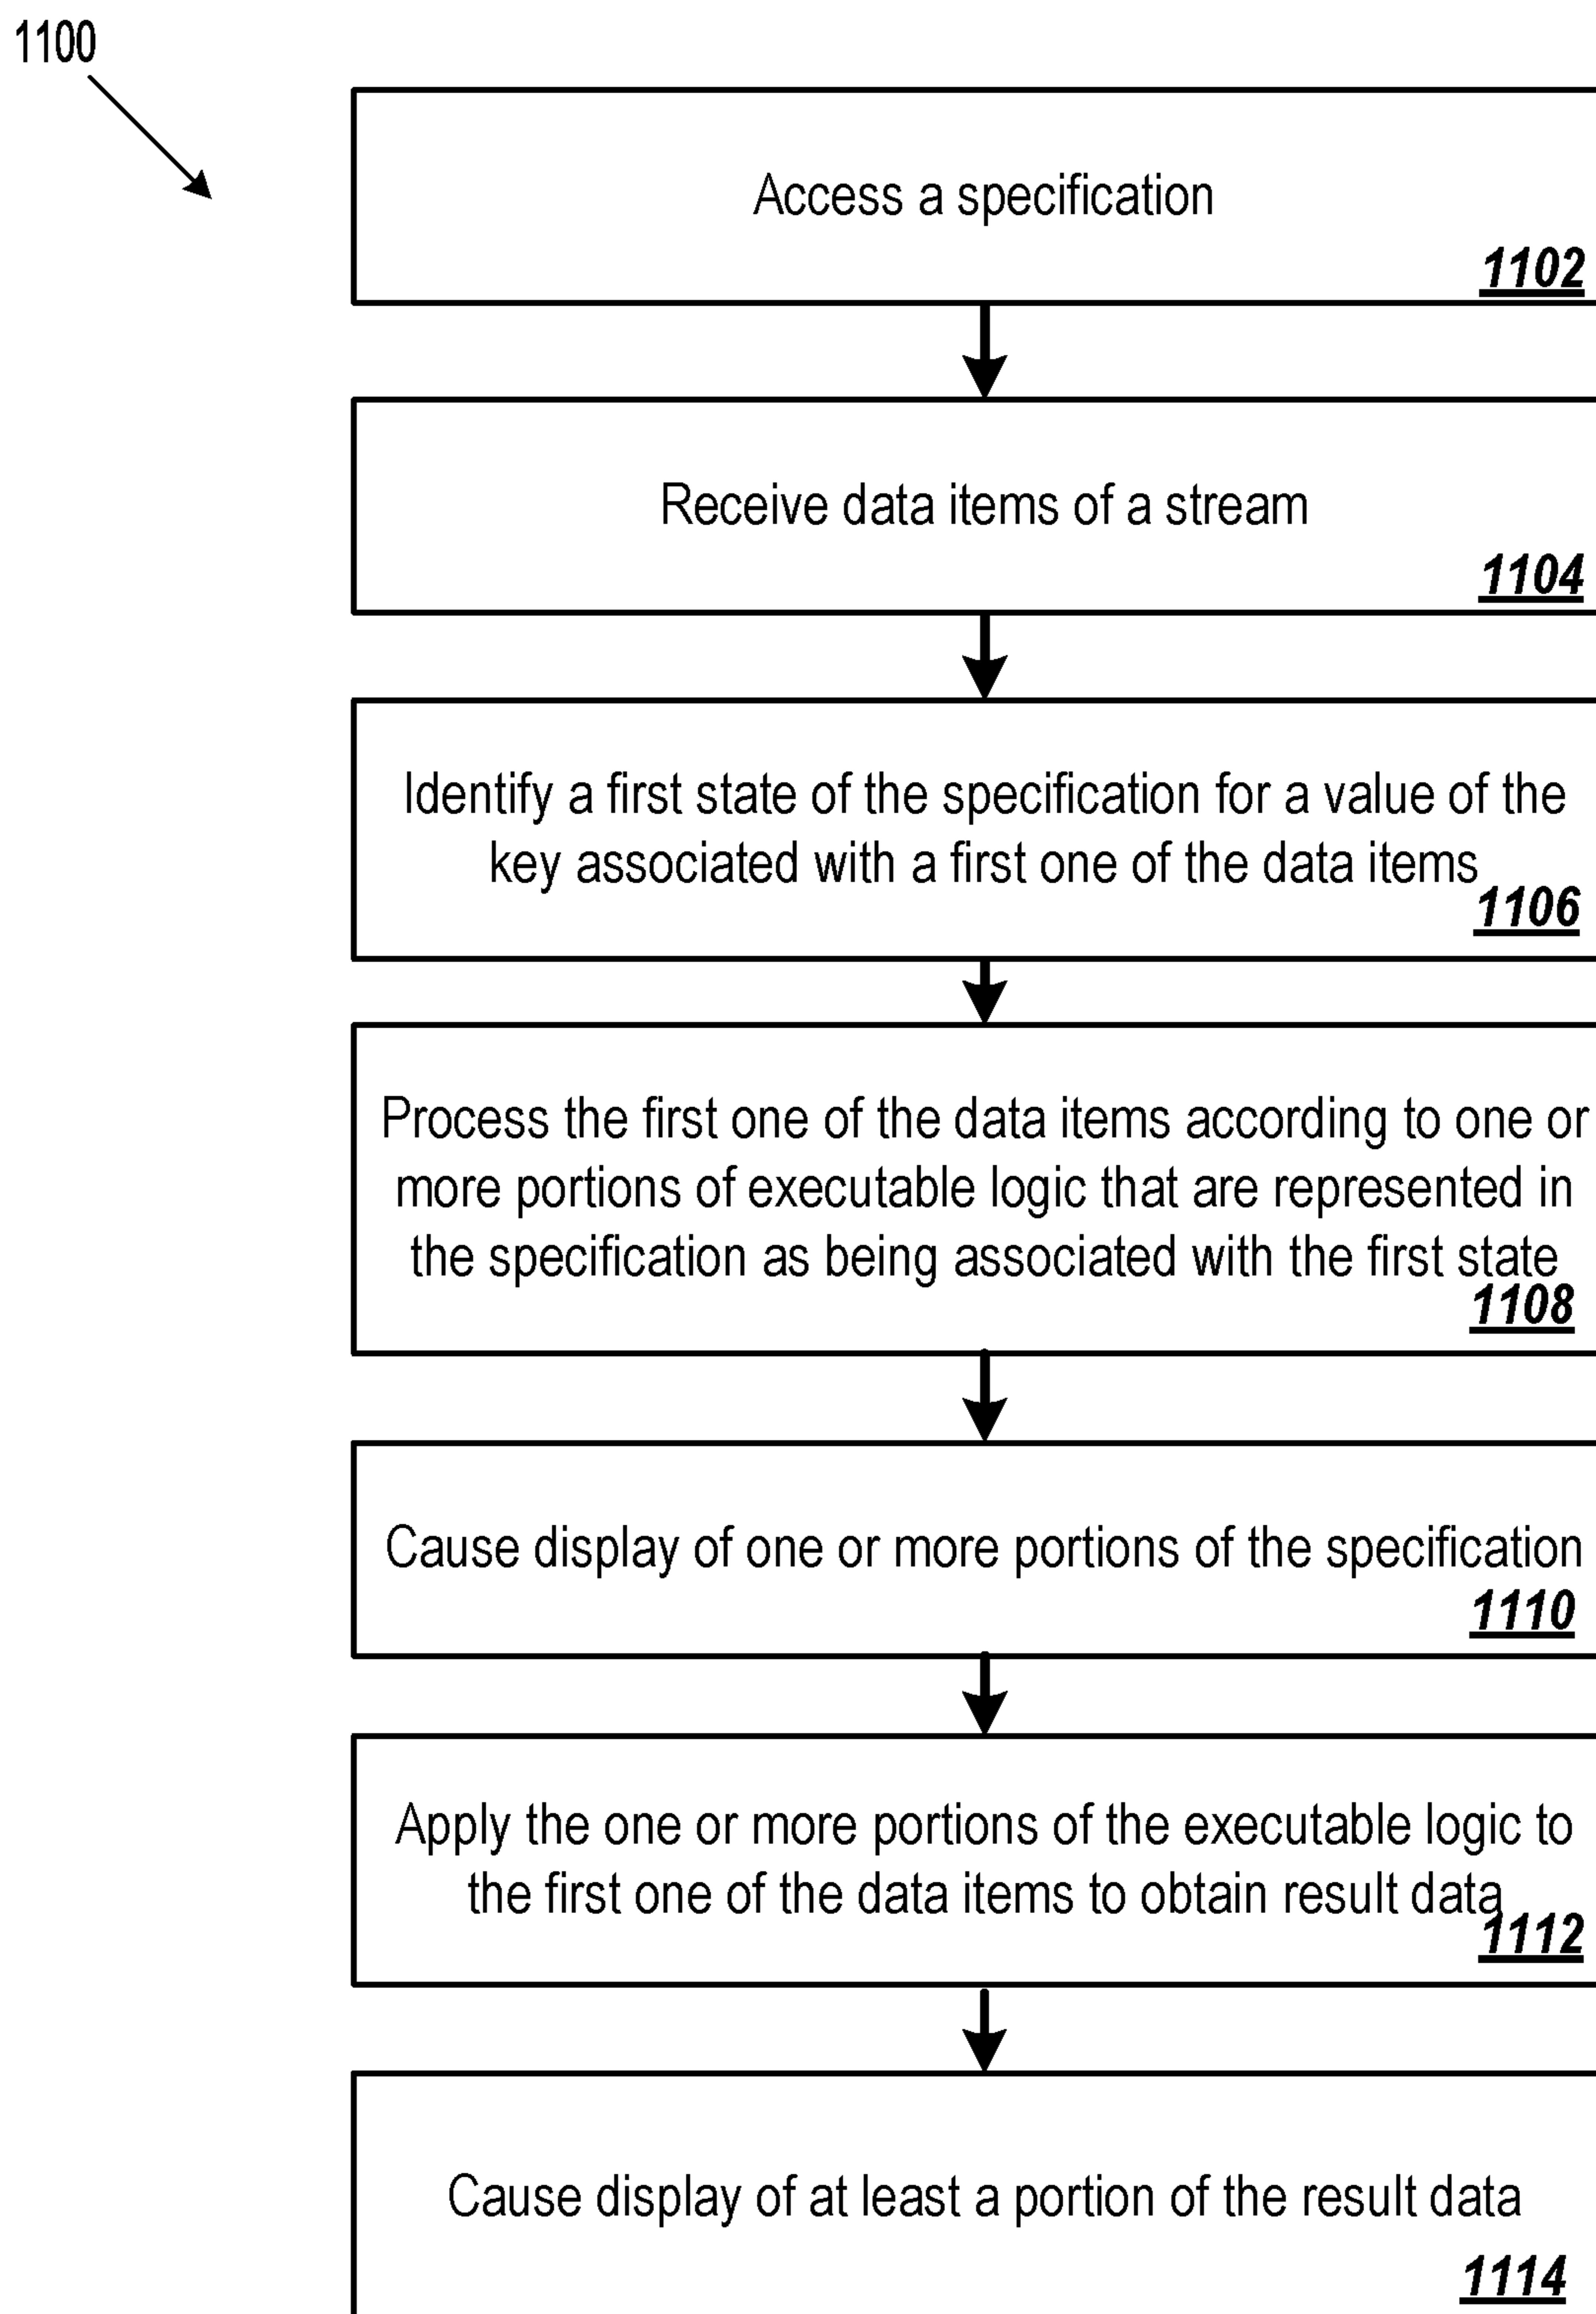 1100
Access a specification
1102
Receive data items of a stream
1104
Identify a first state of the specification for a value of the
key associated with a first one of the data items
1106
Process the first one of the data items according to one or
more portions of executable logic that are represented in
the specification as being associated with the first state
1108
Cause display of one or more portions of the specification
1110
Apply the one or more portions of the executable logic to
the first one of the data items to obtain result data
1112
Cause display of at least a portion of the result data
1114